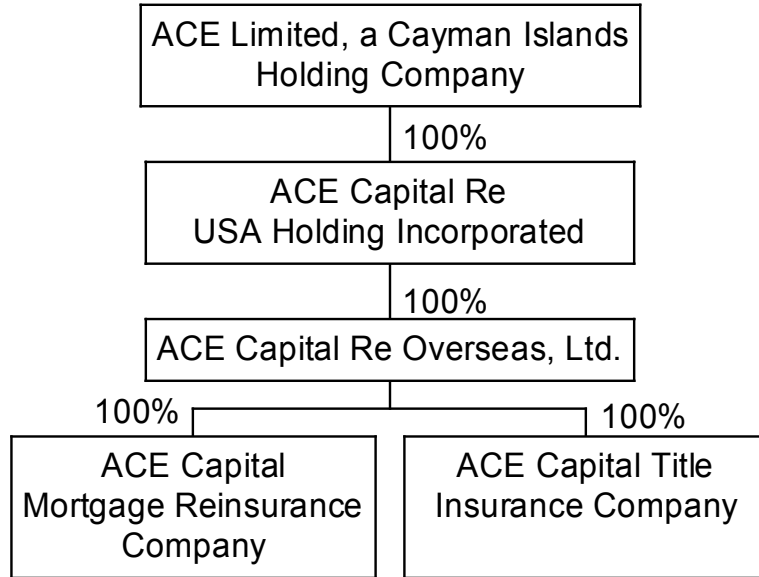 ACE Limited, a Cayman Islands
Holding Company
100%
ACE Capital Re
USA Holding Incorporated
100%
ACE Capital Re Overseas, Ltd.
100%
100%
ACE Capital
Mortgage Reinsurance
Company
ACE Capital Title
Insurance Company